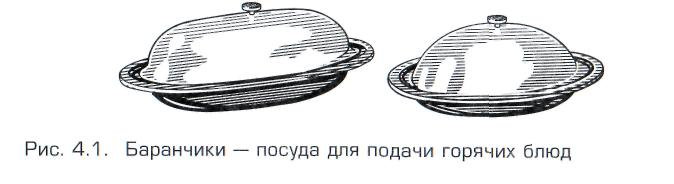 Рис. 4.1. Баранчики — посуда для подачи горячих блюд